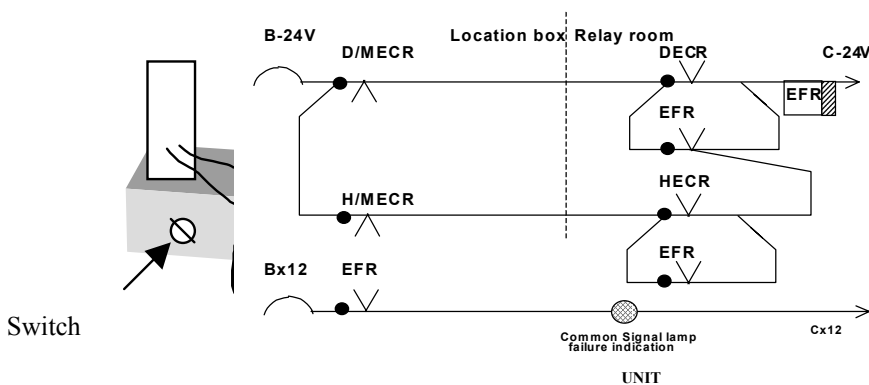 B-24V
Location box
Relay room
C-24V
D/MECR
DECR
EFR
EFR
H/MECR
HECR
Bx12
EFR
EFR
Switch
Common Signal lamp
failure indication
Cx12
UNIT